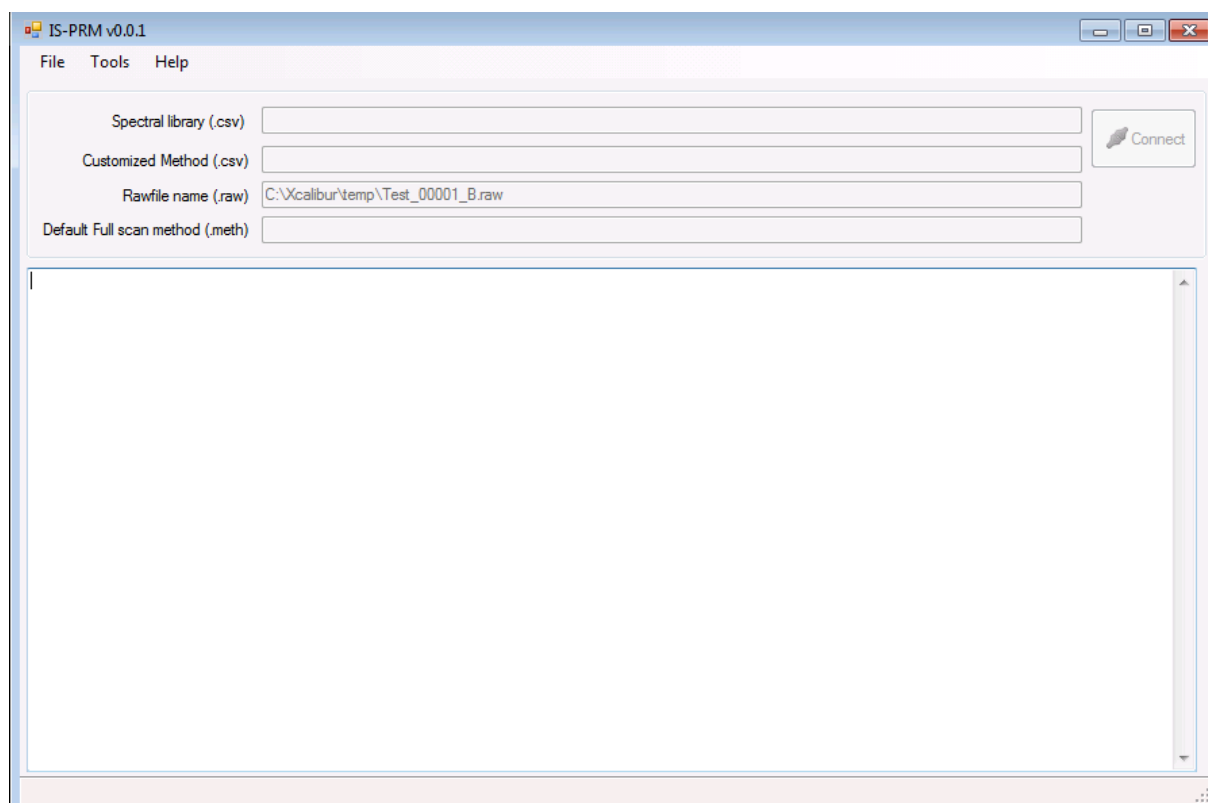 IS-PRM v0.0.1
File Tools Help
Spectral library (.csv)
Connect
Customized Method (.csv)
Rawfile name (.raw) C:\Xcalibur\temp\Test_00001_B.raw
Default Full scan method (.meth)